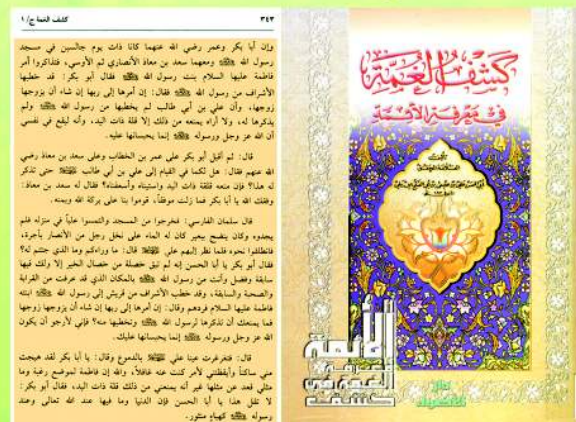 كشف الغمة ج/ ١
٣٤٣
وإن أبا بكر وعمر رضي الله عنهما كانا ذات يوم جالسين في مسجد
رسول الله ﷺ ومعهما سعد بن معاذ الأنصاري ثم الأوسي، فتذاكروا أمر
فاطمة عليها السلام بنت رسول الله ﷺ فقال أبو بكر: قد خطبها
الأشراف من رسول الله ﷺ فقال: إن أمرها إلى ربها إن شاء أن يزوجها
زوجها، وأن علي بن أبي طالب لم يخطبها من رسول الله ﷺ ولم
يذكرها له، ولا أراه يمنعه من ذلك إلا قلة ذات اليد، وأنه ليقع في نفسي
أن الله عز وجل ورسوله ﷺ إنما يحبسانها عليه.
قال: ثم أقبل أبو بكر على عمر بن الخطاب وعلى سعد بن معاذ رضي
الله عنهم فقال: هل لكما في القيام إلى علي بن أبي طالب حتى نذكر
له هذا؟ فإن منعه قلة ذات اليد واسيناه وأسعفناه؟ فقال له سعد بن معاذ:
وفقك الله يا أبا بكر فما زلت موفقاً، قوموا بنا على بركة الله ويمنه.
قال سلمان الفارسي: فخرجوا من المسجد والتمسوا علياً في منزله فلم
يجدوه وكان ينضح ببعير كان له الماء على نخل رجل من الأنصار بأجرة،
فانطلقوا نحوه فلما نظر إليهم علي قال: ما وراءكم وما الذي جئتم له؟
فقال أبو بكر يا أبا الحسن إنه لم تبق خصلة من خصال الخير إلا ولك فيها
سابقة وفضل وأنت من رسول الله ﷺ بالمكان الذي قد عرفت من القرابة
والصحبة والسابقة، وقد خطب الأشراف من قريش إلى رسول الله ﷺ ابنته
فاطمة عليها السلام فردهم وقال: إن أمرها إلى ربها إن شاء أن يزوجها زوجها
فما يمنعك أن تذكرها لرسول الله ﷺ وتخطبها منه؟ فإني لأرجو أن يكون
الله عز وجل ورسوله ﷺ إنما يحبسانها عليك.
قال: فتغرغرت عينا علي بالدموع وقال: يا أبا بكر لقد هيجت
مني ساكناً وأيقظتني لأمر كنت عنه غافلاً، والله إن فاطمة لموضع رغبة وما
مثلي قعد عن مثلها غير أنه يمنعني من ذلك قلة ذات اليد، فقال أبو بكر:
لا تقل هذا يا أبا الحسن فإن الدنيا وما فيها عند الله تعالى وعند
رسوله ﷺ كهباء منثور.
كشف الغمة
في معرفة الأئمة
تأليف
الأئمة
كشف
دار الأضواء